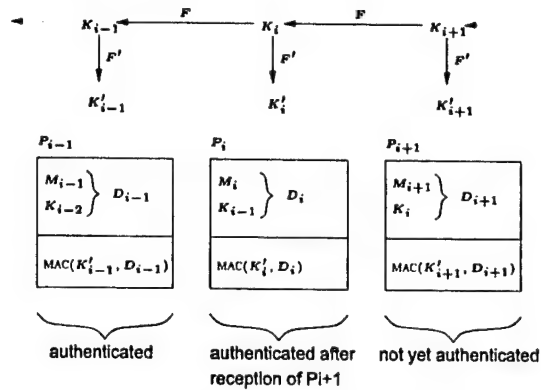 F F
K_{i-1} K_i K_{i+1}
F' F' F'
K'_{i-1} K'_i K'_{i+1}
P_{i-1} P_i P_{i+1}
M_{i-1} } D_{i-1} M_i } D_i M_{i+1} } D_{i+1}
K_{i-2} K_{i-1} K_i
MAC(K'_{i-1}, D_{i-1}) MAC(K'_i, D_i) MAC(K'_{i+1}, D_{i+1})
authenticated authenticated after not yet authenticated
reception of Pi+1